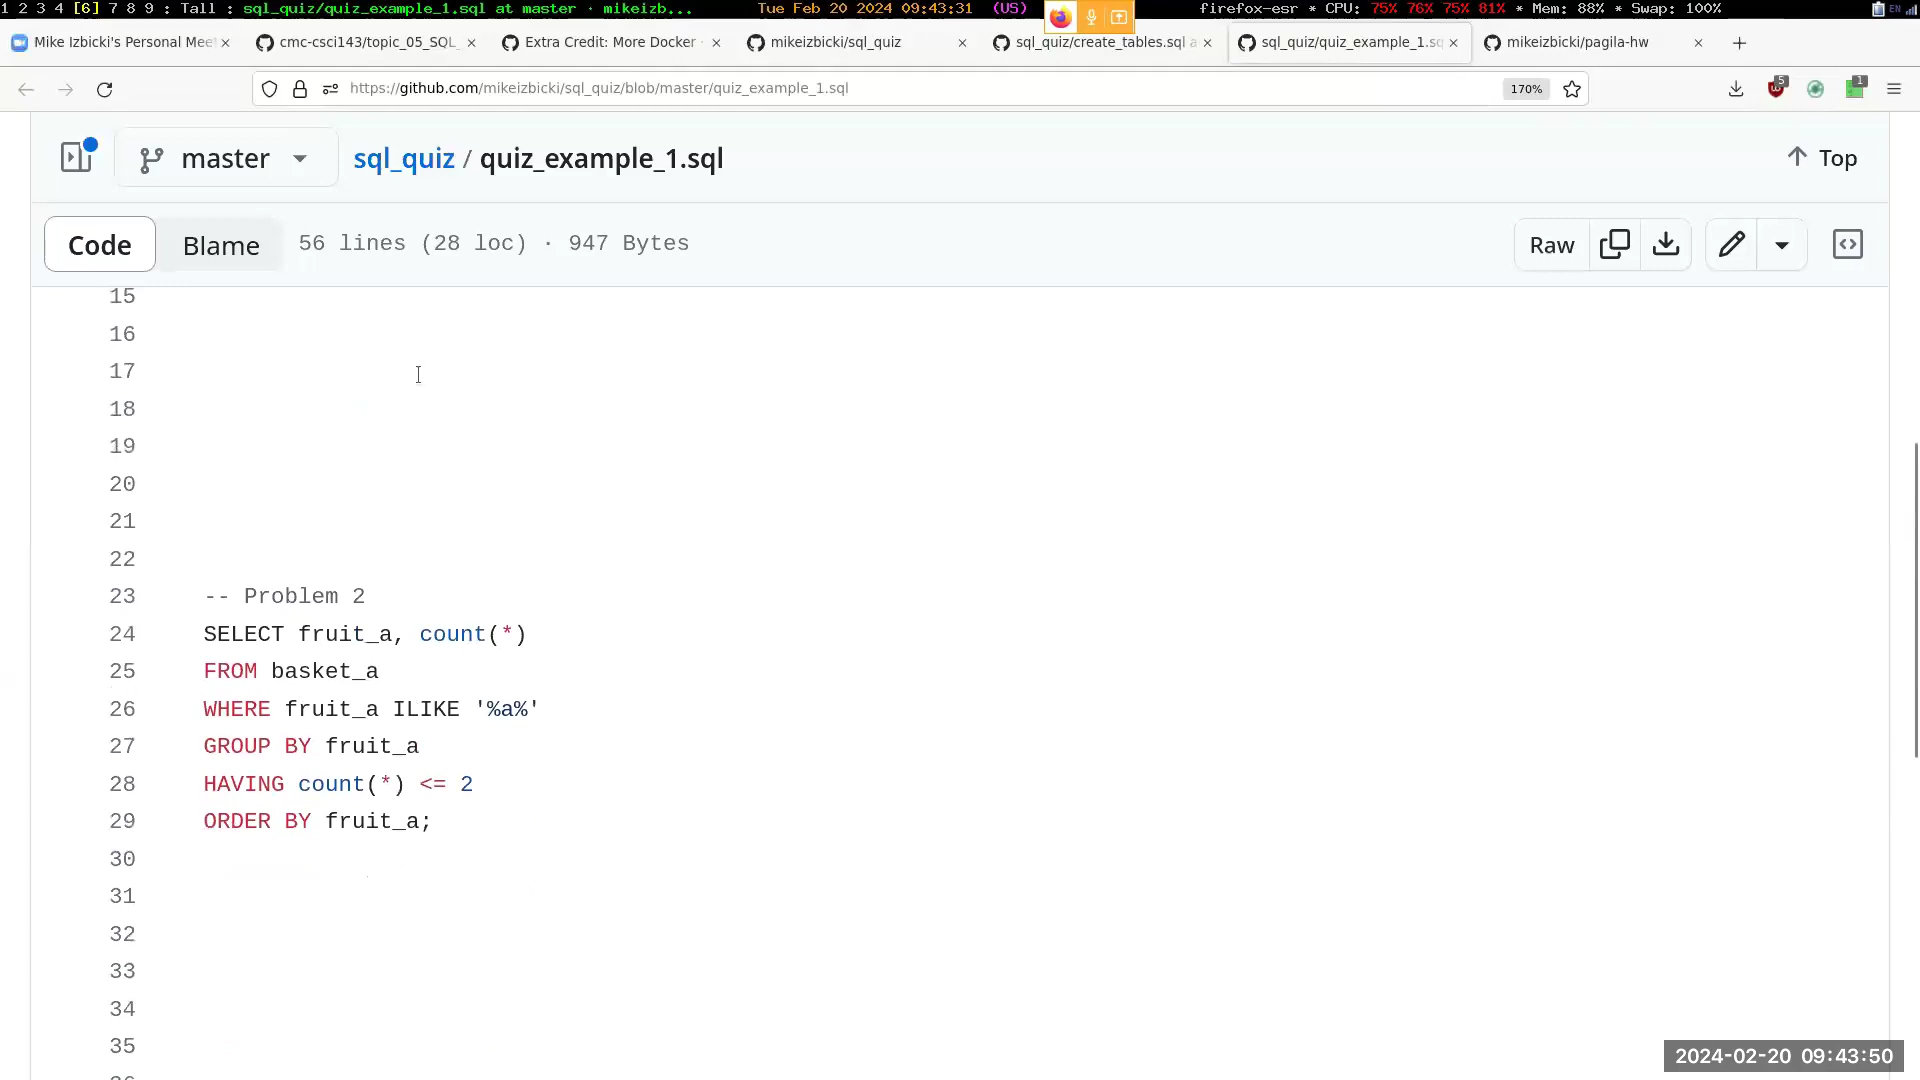 1 2 3 4 [6] 7 8 9 : Tall : sql_quiz/quiz_example_1.sql at master · mikeizb... Tue Feb 20 2024 09:43:31 (US) firefox-esr * CPU: 75% 76% 75% 81% * Mem: 88% * Swap: 100% EN
Mike Izbicki's Personal Mee cmc-csci143/topic_05_SQL_ Extra Credit: More Docker mikeizbicki/sql_quiz sql_quiz/create_tables.sql a sql_quiz/quiz_example_1.sq mikeizbicki/pagila-hw
https://github.com/mikeizbicki/sql_quiz/blob/master/quiz_example_1.sql 170% 5 1
master sql_quiz / quiz_example_1.sql Top
Code Blame 56 lines (28 loc) · 947 Bytes Raw
15
16
17
18
19
20
21
22
23 -- Problem 2
24 SELECT fruit_a, count(*)
25 FROM basket_a
26 WHERE fruit_a ILIKE '%a%'
27 GROUP BY fruit_a
28 HAVING count(*) <= 2
29 ORDER BY fruit_a;
30
31
32
33
34
35
2024-02-20 09:43:50